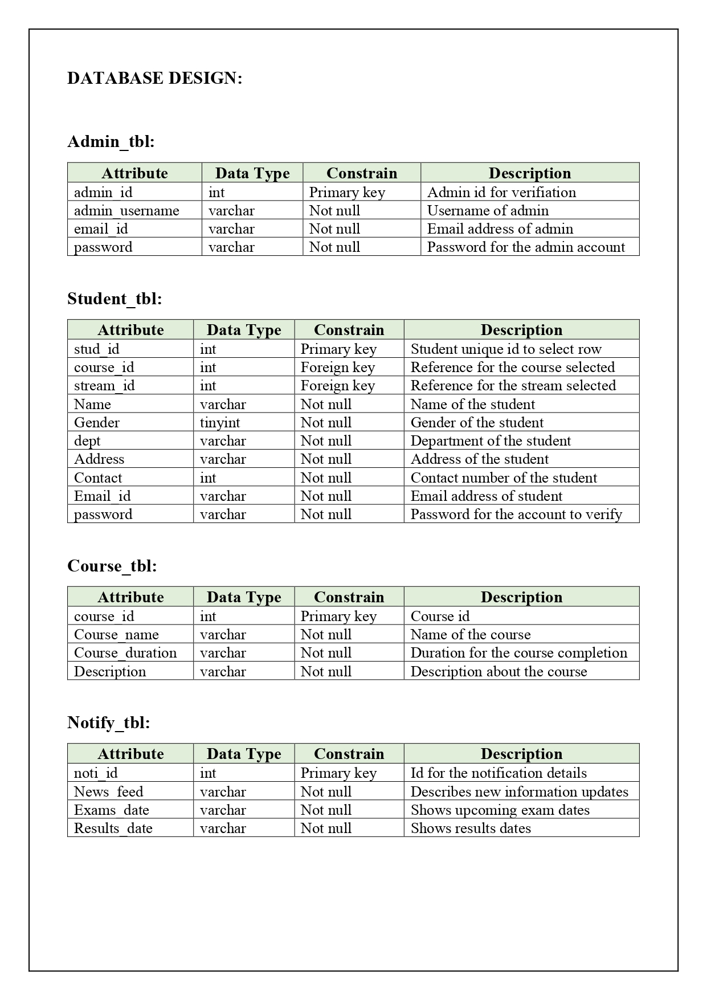 DATABASE DESIGN:
Admin_tbl:
Attribute Data Type Constrain Description
admin_id int Primary key Admin id for verifiation
admin_username varchar Not null Username of admin
email_id varchar Not null Email address of admin
password varchar Not null Password for the admin account
Student_tbl:
Attribute Data Type Constrain Description
stud_id int Primary key Student unique id to select row
course_id int Foreign key Reference for the course selected
stream_id int Foreign key Reference for the stream selected
Name varchar Not null Name of the student
Gender tinyint Not null Gender of the student
dept varchar Not null Department of the student
Address varchar Not null Address of the student
Contact int Not null Contact number of the student
Email_id varchar Not null Email address of student
password varchar Not null Password for the account to verify
Course_tbl:
Attribute Data Type Constrain Description
course_id int Primary key Course id
Course_name varchar Not null Name of the course
Course_duration varchar Not null Duration for the course completion
Description varchar Not null Description about the course
Notify_tbl:
Attribute Data Type Constrain Description
noti_id int Primary key Id for the notification details
News_feed varchar Not null Describes new information updates
Exams_date varchar Not null Shows upcoming exam dates
Results_date varchar Not null Shows results dates